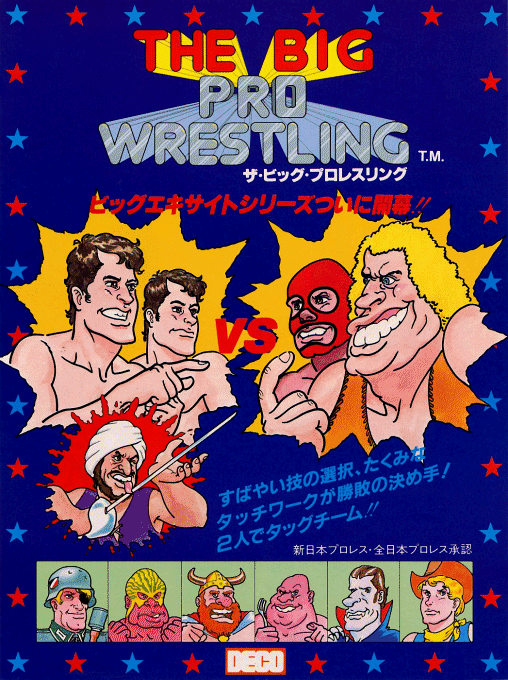 THE BIG
PRO
WRESTLING T.M.
ザ・ビッグ・プロレスリング
ビッグエキサイトシリーズついに開幕!!
VS
すばやい技の選択、たくみな
タッチワークが勝敗の決め手!
2人でタッグチーム!!
新日本プロレス・全日本プロレス承認
DECO